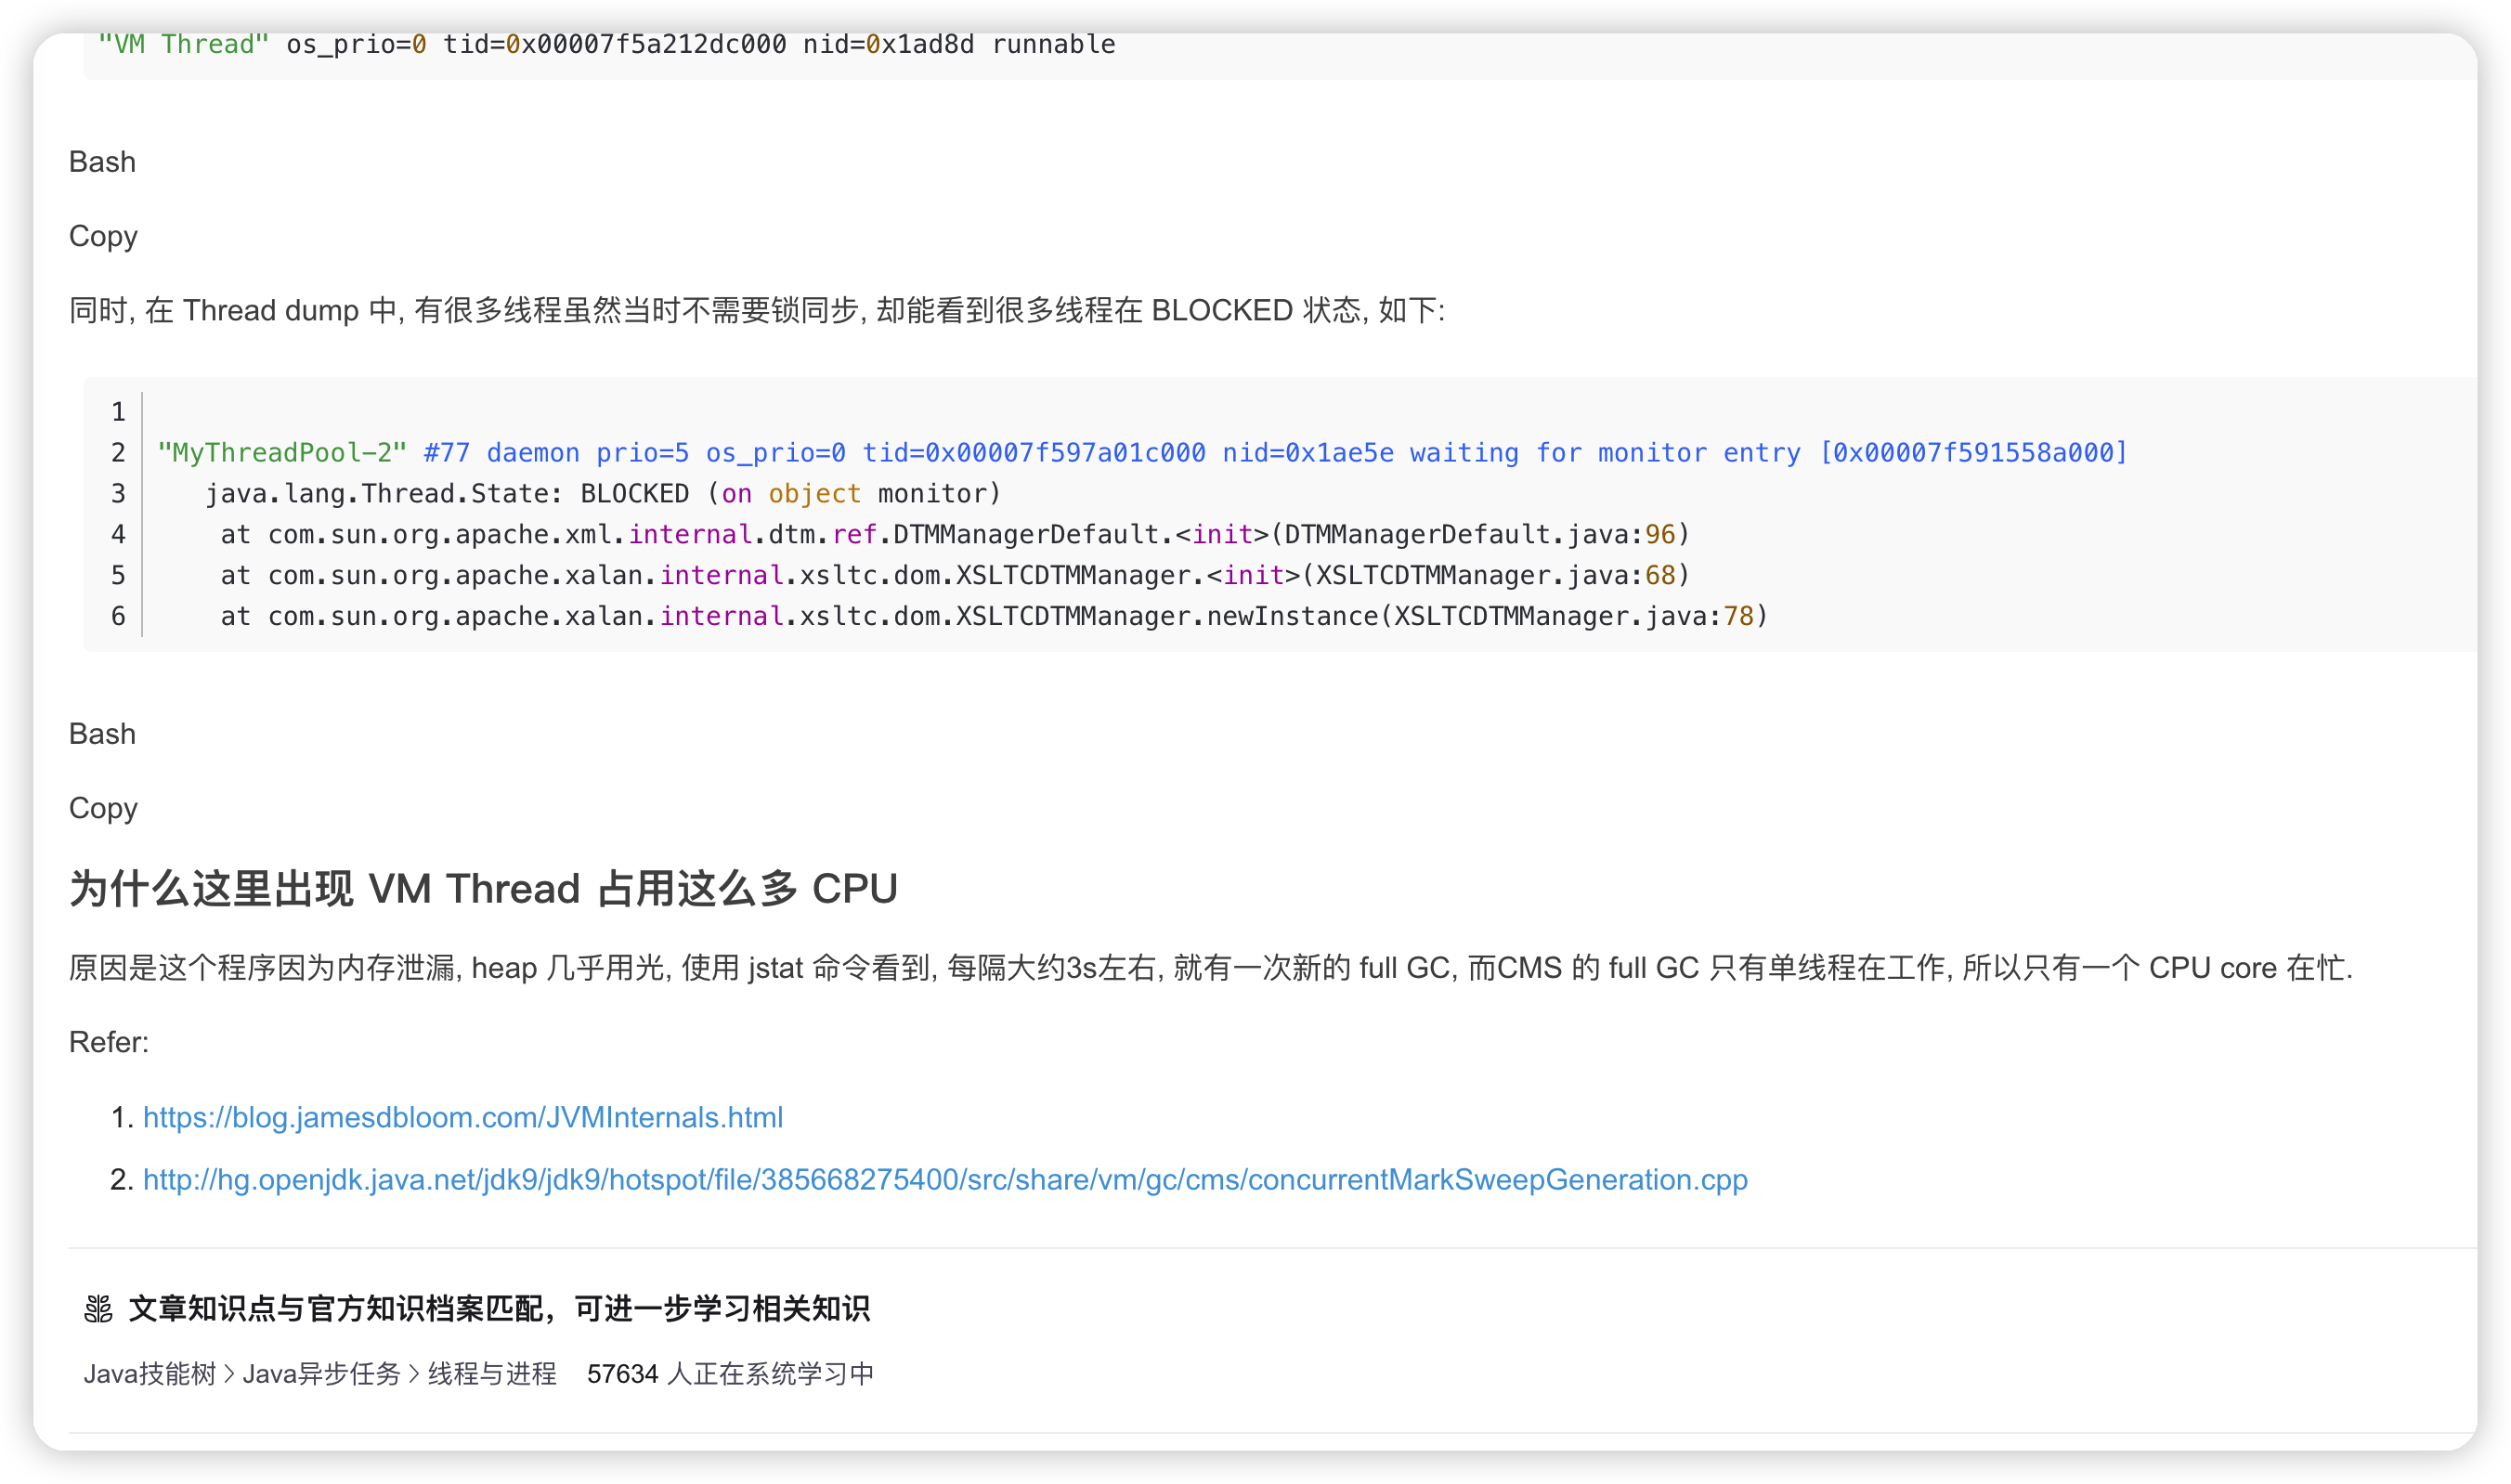 "VM Thread" os_prio=0 tid=0x00007f5a212dc000 nid=0x1ad8d runnable
Bash
Copy
同时, 在 Thread dump 中, 有很多线程虽然当时不需要锁同步, 却能看到很多线程在 BLOCKED 状态, 如下:
1
2 "MyThreadPool-2" #77 daemon prio=5 os_prio=0 tid=0x00007f597a01c000 nid=0x1ae5e waiting for monitor entry [0x00007f591558a000]
3 java.lang.Thread.State: BLOCKED (on object monitor)
4 at com.sun.org.apache.xml.internal.dtm.ref.DTMManagerDefault.<init>(DTMManagerDefault.java:96)
5 at com.sun.org.apache.xalan.internal.xsltc.dom.XSLTCDTMManager.<init>(XSLTCDTMManager.java:68)
6 at com.sun.org.apache.xalan.internal.xsltc.dom.XSLTCDTMManager.newInstance(XSLTCDTMManager.java:78)
Bash
Copy
为什么这里出现 VM Thread 占用这么多 CPU
原因是这个程序因为内存泄漏, heap 几乎用光, 使用 jstat 命令看到, 每隔大约3s左右, 就有一次新的 full GC, 而CMS 的 full GC 只有单线程在工作, 所以只有一个 CPU core 在忙.
Refer:
1. https://blog.jamesdbloom.com/JVMInternals.html
2. http://hg.openjdk.java.net/jdk9/jdk9/hotspot/file/385668275400/src/share/vm/gc/cms/concurrentMarkSweepGeneration.cpp
文章知识点与官方知识档案匹配，可进一步学习相关知识
Java技能树 > Java异步任务 > 线程与进程 57634 人正在系统学习中